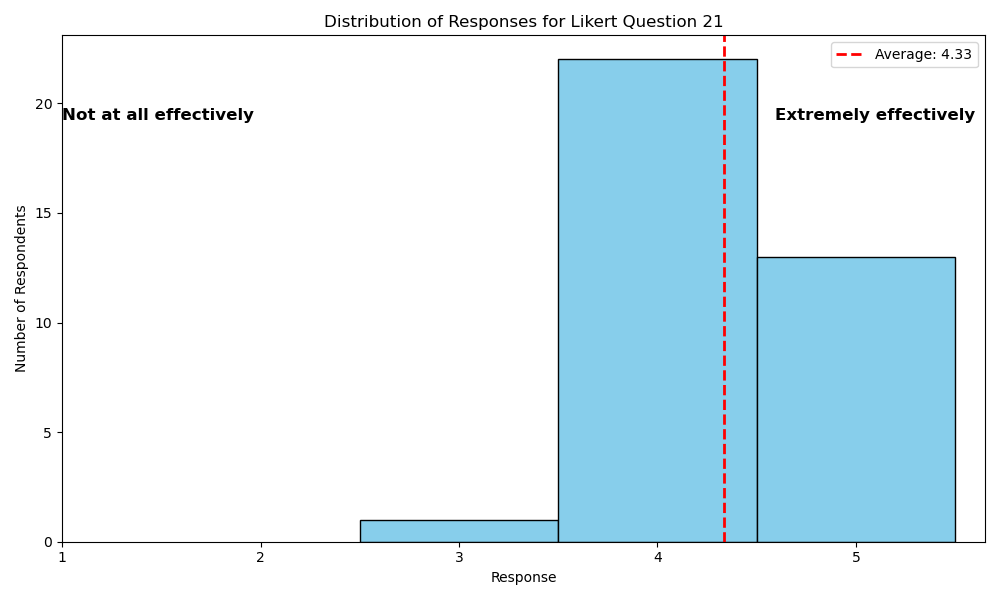 Distribution of Responses for Likert Question 21
Average: 4.33
Not at all effectively
Extremely effectively
Number of Respondents
20
15
10
5
0
1 2 3 4 5
Response